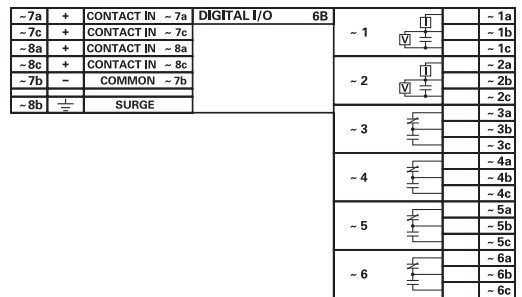 ~7a + CONTACT IN ~7a DIGITAL I/O 6B
~7c + CONTACT IN ~7c
~8a + CONTACT IN ~8a
~8c + CONTACT IN ~8c
~7b − COMMON ~7b
~8b SURGE
~1 V I ~1a
~1b
~1c
~2 V I ~2a
~2b
~2c
~3 ~3a
~3b
~3c
~4 ~4a
~4b
~4c
~5 ~5a
~5b
~5c
~6 ~6a
~6b
~6c